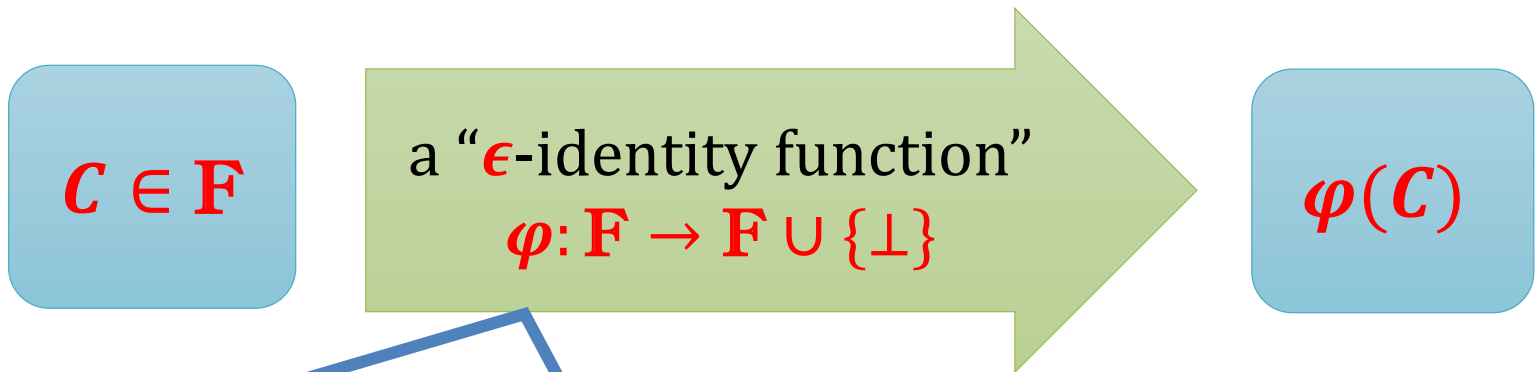 C ∈ F
a “ϵ-identity function”
φ: F → F ∪ {⊥}
φ(C)